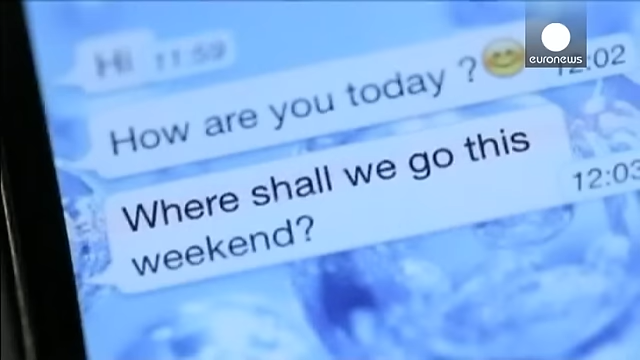 euronews
Hi 11:59
How are you today ?😊 12:02
Where shall we go this
weekend? 12:03